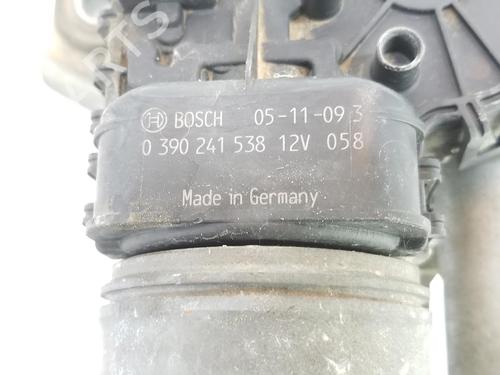 BOSCH 05-11-09 3
0 390 241 538 12V 058
Made in Germany